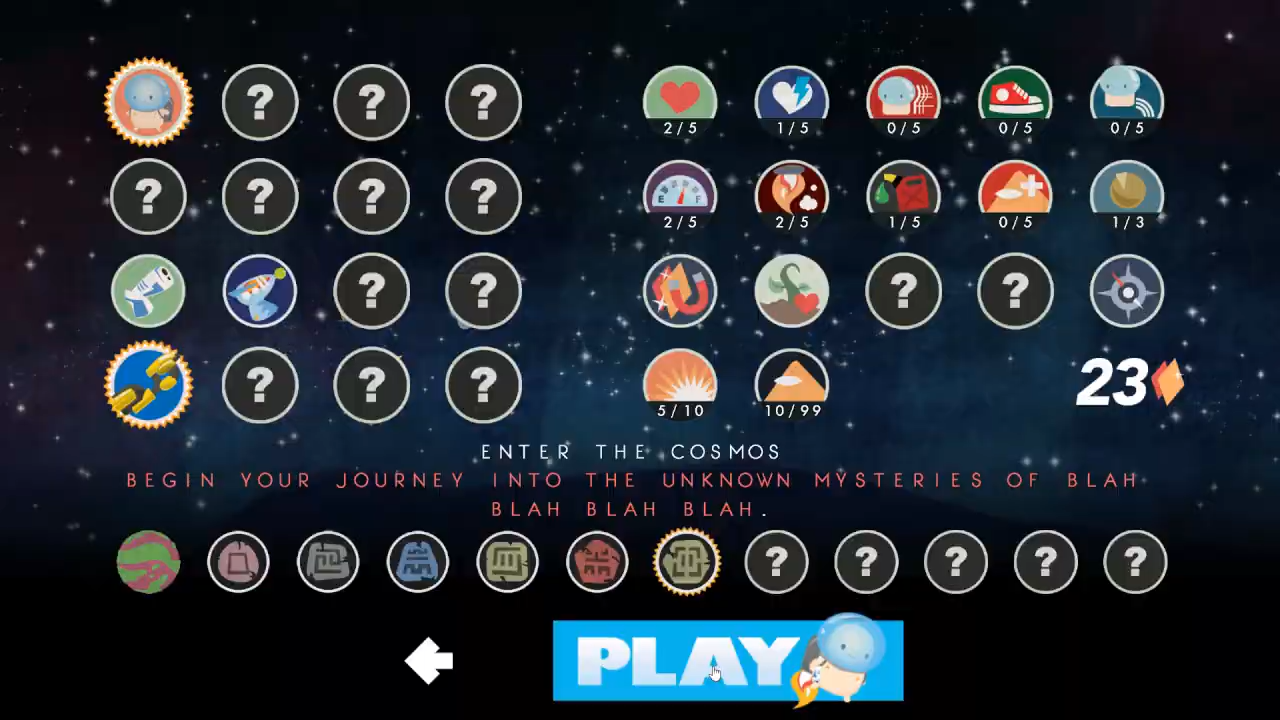 ? ? ?
2/5 1/5 0/5 0/5 0/5
? ? ? ?
E F
2/5 2/5 1/5 0/5 1/3
? ? ? ?
? ? ?
5/10 10/99
23
ENTER THE COSMOS
BEGIN YOUR JOURNEY INTO THE UNKNOWN MYSTERIES OF BLAH
BLAH BLAH BLAH.
? ? ? ? ?
PLAY